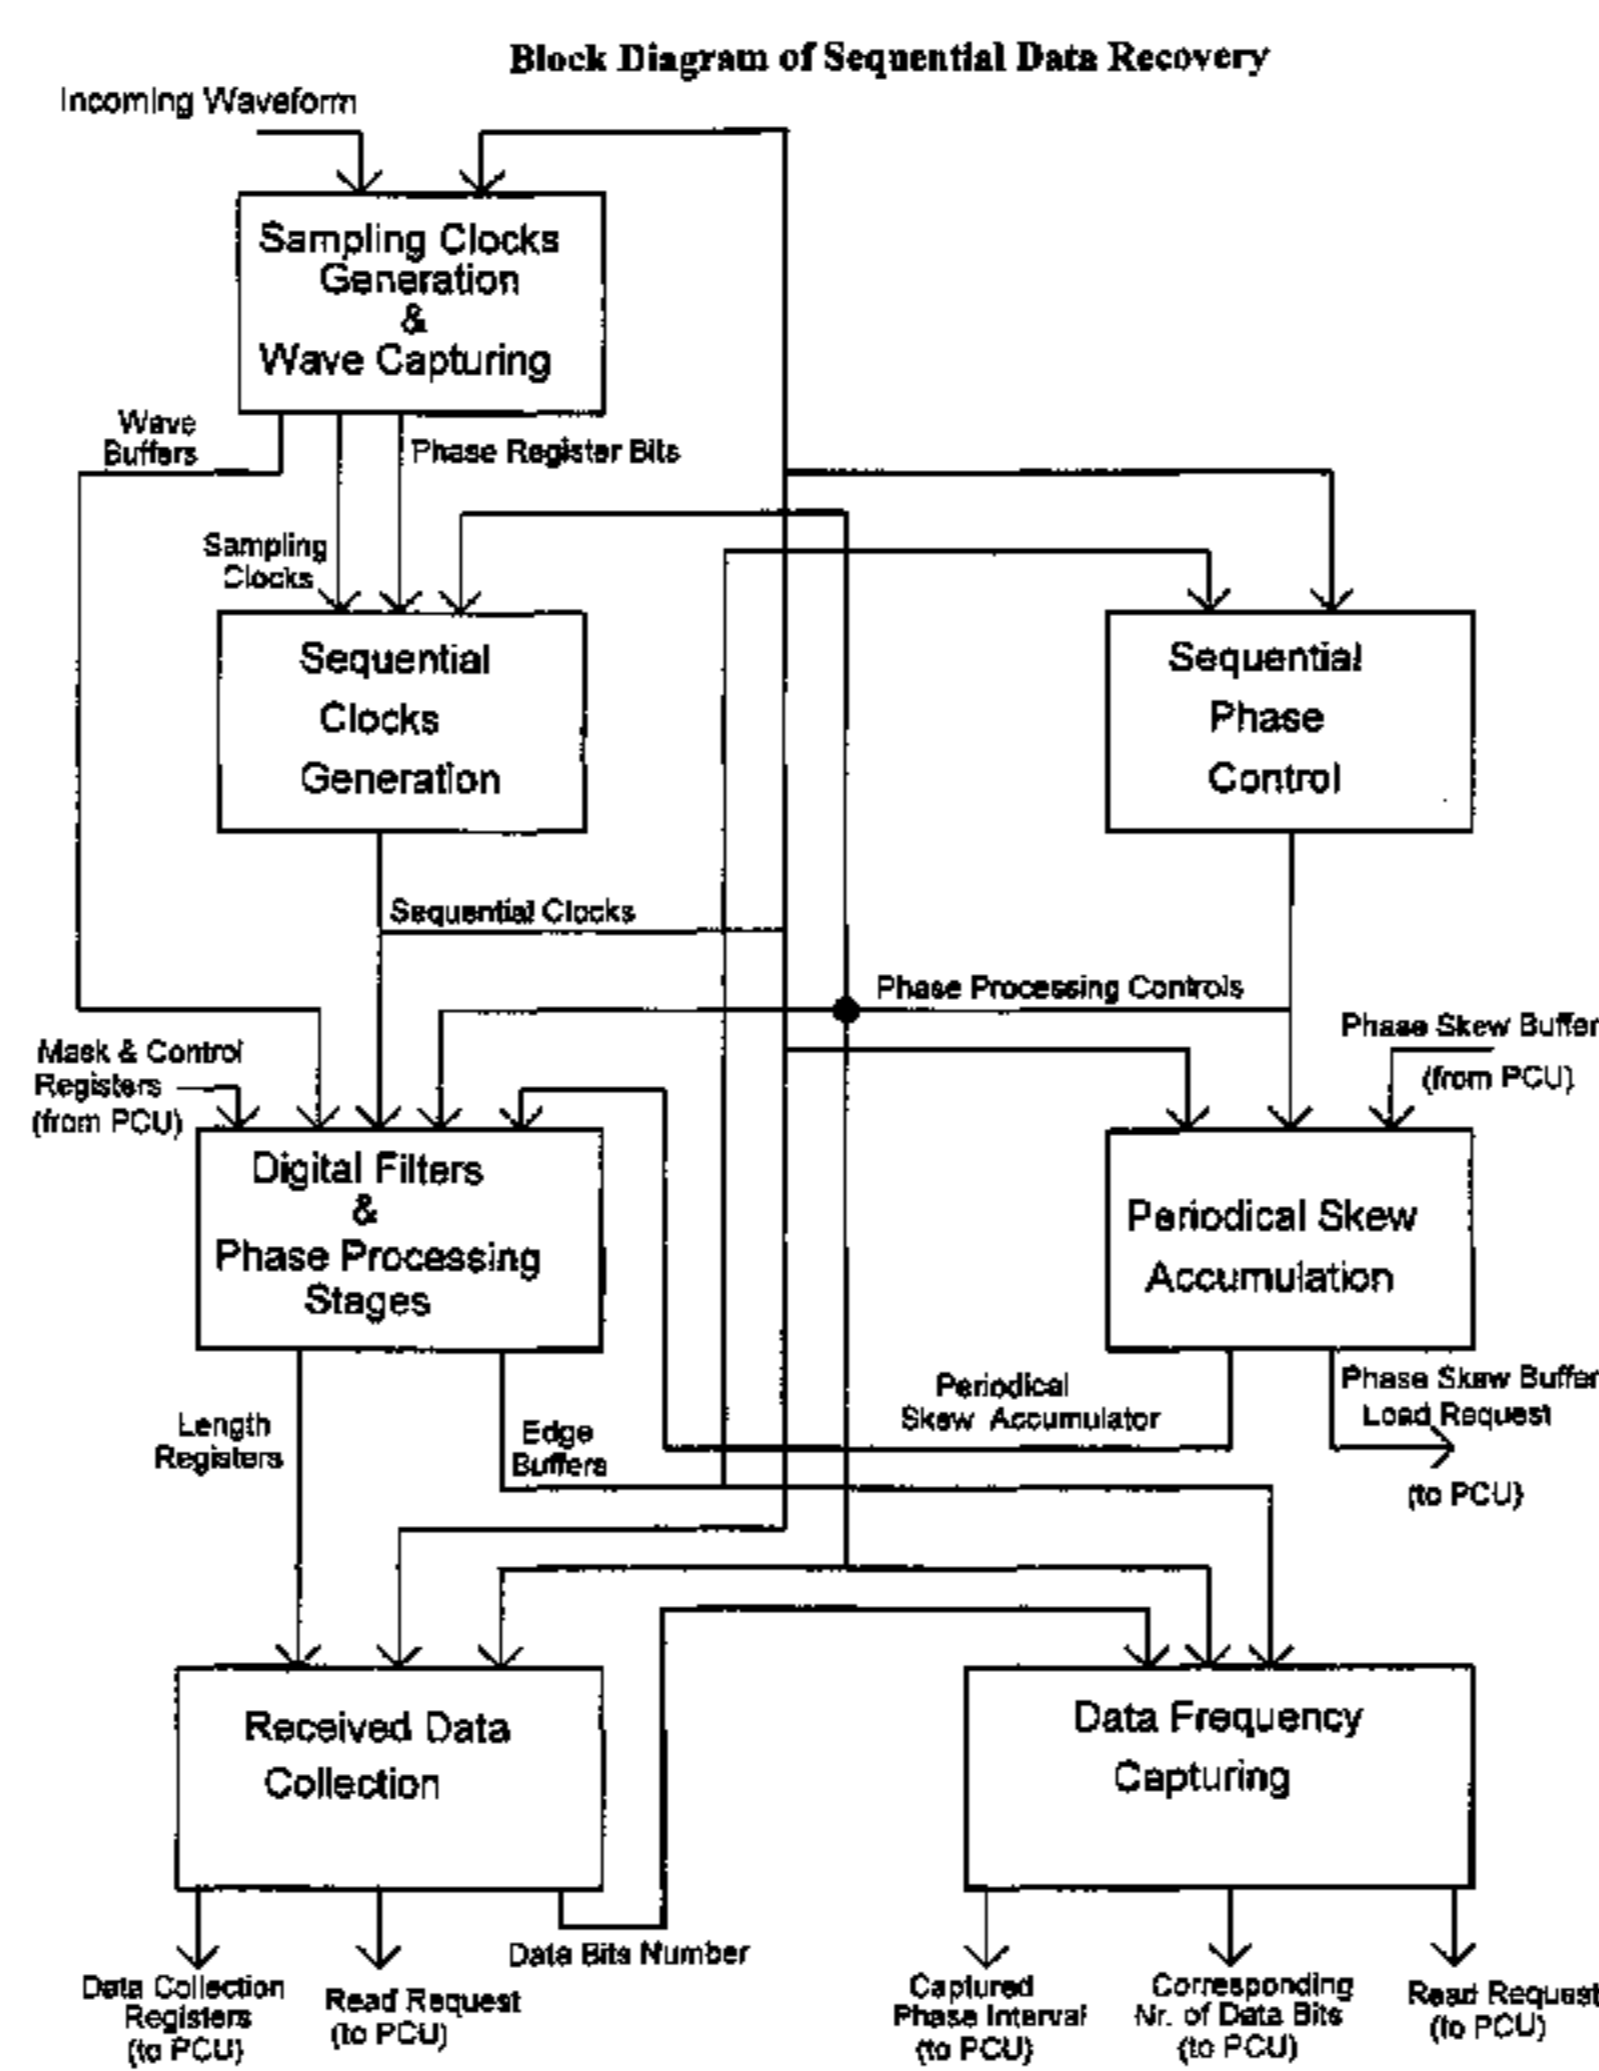 Block Diagram of Sequential Data Recovery
Incoming Waveform
Sampling Clocks
Generation
&
Wave Capturing
Wave
Buffers
Phase Register Bits
Sampling
Clocks
Sequential
Clocks
Generation
Sequential
Phase
Control
Sequential Clocks
Phase Processing Controls
Phase Skew Buffer
(from PCU)
Mask & Control
Registers
(from PCU)
Digital Filters
&
Phase Processing
Stages
Periodical Skew
Accumulation
Length
Registers
Edge
Buffers
Periodical
Skew Accumulator
Phase Skew Buffer
Load Request
(to PCU)
Received Data
Collection
Data Frequency
Capturing
Data Bits Number
Data Collection
Registers
(to PCU)
Read Request
(to PCU)
Captured
Phase Interval
(to PCU)
Corresponding
Nr. of Data Bits
(to PCU)
Read Request
(to PCU)